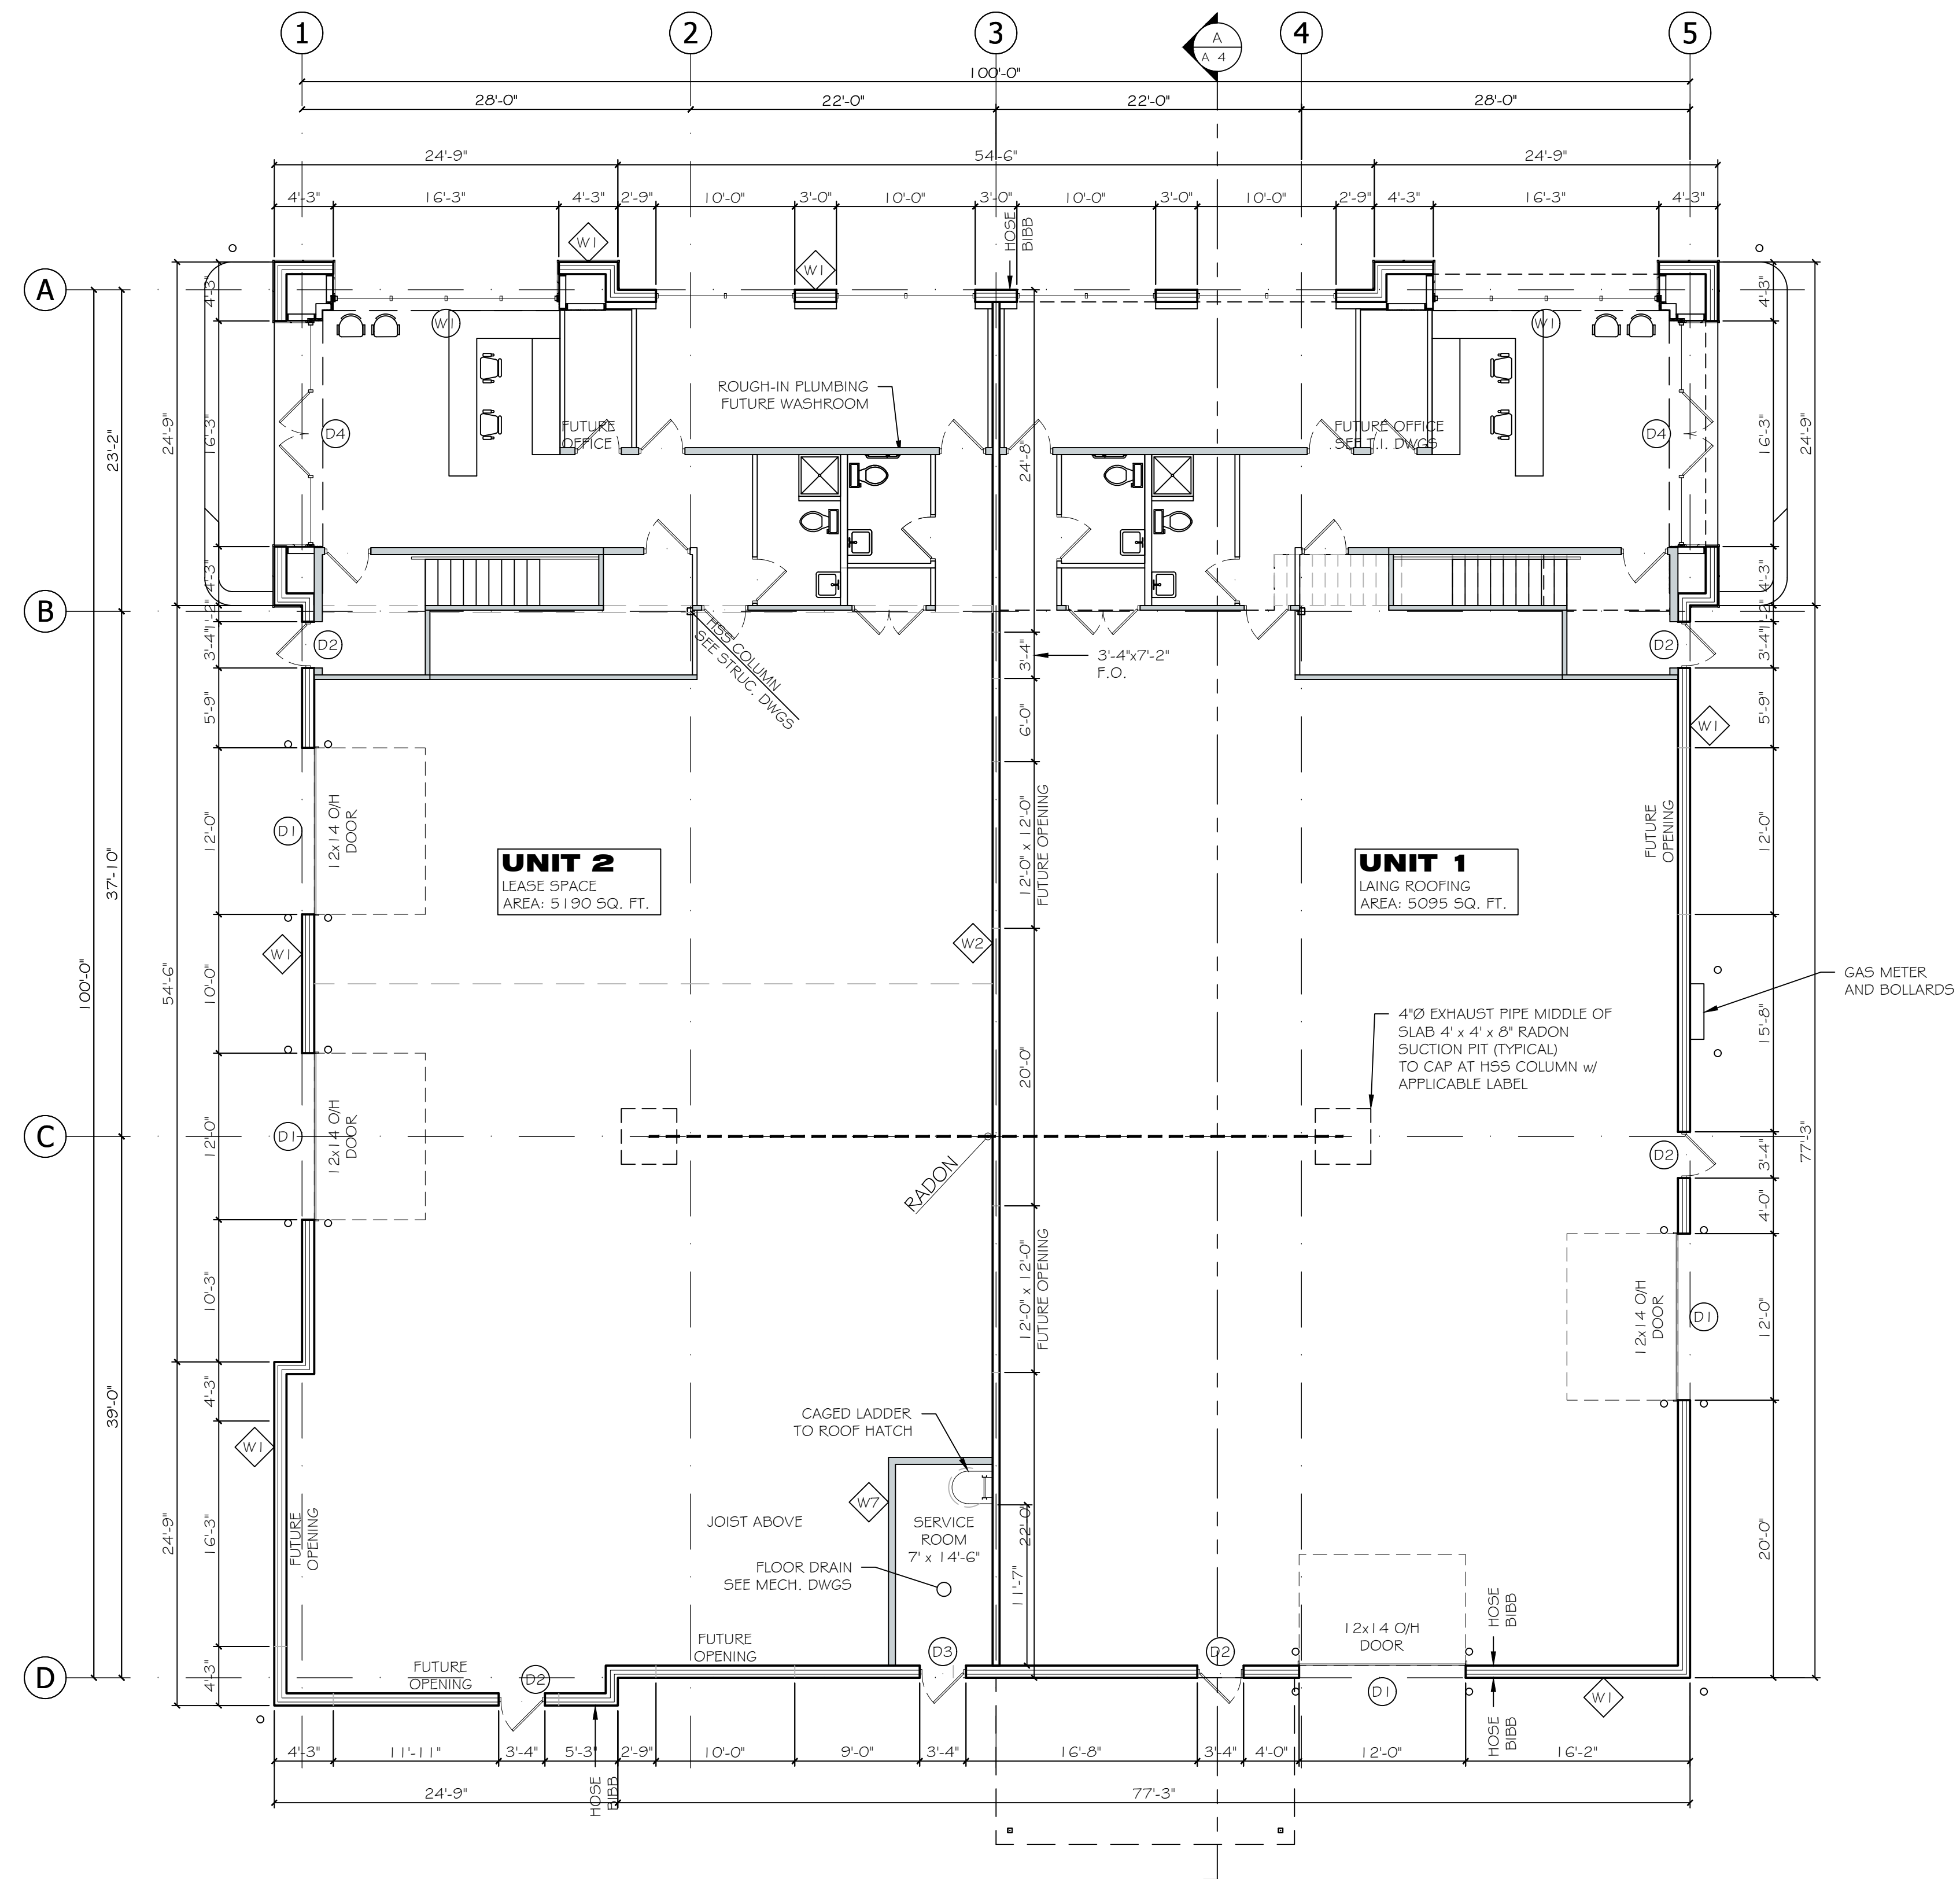 1
2
3
A
A 4
4
5
100'-0"
28'-0"
22'-0"
22'-0"
28'-0"
24'-9"
54'-6"
24'-9"
4'-3"
16'-3"
4'-3"
2'-9"
10'-0"
3'-0"
10'-0"
3'-0"
10'-0"
3'-0"
10'-0"
2'-9"
4'-3"
16'-3"
4'-3"
HOSE
BIBB
W1
W1
A
B
C
D
100'-0"
23'-2"
37'-10"
39'-0"
24'-9"
54'-6"
24'-9"
4'-3"
16'-3"
4'-3"
1'-2"
3'-4"
5'-9"
12'-0"
10'-0"
12'-0"
10'-3"
4'-3"
16'-3"
4'-3"
W1
D4
FUTURE
OFFICE
ROUGH-IN PLUMBING
FUTURE WASHROOM
FUTURE OFFICE
SEE T.I. DWGS
W1
D4
D2
HSS COLUMN
SEE STRUC. DWGS
24'-8"
3'-4"
3'-4"x7'-2"
F.O.
6'-0"
12'-0" x 12'-0"
FUTURE OPENING
20'-0"
12'-0" x 12'-0"
FUTURE OPENING
22'-0"
11'-7"
D2
W1
4'-3"
16'-3"
4'-3"
1'-2"
3'-4"
5'-9"
12'-0"
15'-8"
3'-4"
4'-0"
12'-0"
20'-0"
24'-9"
77'-3"
D1
12x14 O/H
DOOR
UNIT 2
LEASE SPACE
AREA: 5190 SQ. FT.
UNIT 1
LAING ROOFING
AREA: 5095 SQ. FT.
FUTURE
OPENING
W1
W2
GAS METER
AND BOLLARDS
4"Ø EXHAUST PIPE MIDDLE OF
SLAB 4' x 4' x 8" RADON
SUCTION PIT (TYPICAL)
TO CAP AT HSS COLUMN w/
APPLICABLE LABEL
D1
12x14 O/H
DOOR
RADON
D2
12x14 O/H
DOOR
D1
W1
CAGED LADDER
TO ROOF HATCH
W7
JOIST ABOVE
SERVICE
ROOM
7' x 14'-6"
FLOOR DRAIN
SEE MECH. DWGS
FUTURE
OPENING
FUTURE
OPENING
FUTURE
OPENING
D2
D3
D2
12x14 O/H
DOOR
D1
HOSE
BIBB
HOSE
BIBB
W1
4'-3"
11'-11"
3'-4"
5'-3"
2'-9"
10'-0"
9'-0"
3'-4"
16'-8"
3'-4"
4'-0"
12'-0"
16'-2"
HOSE
BIBB
24'-9"
77'-3"